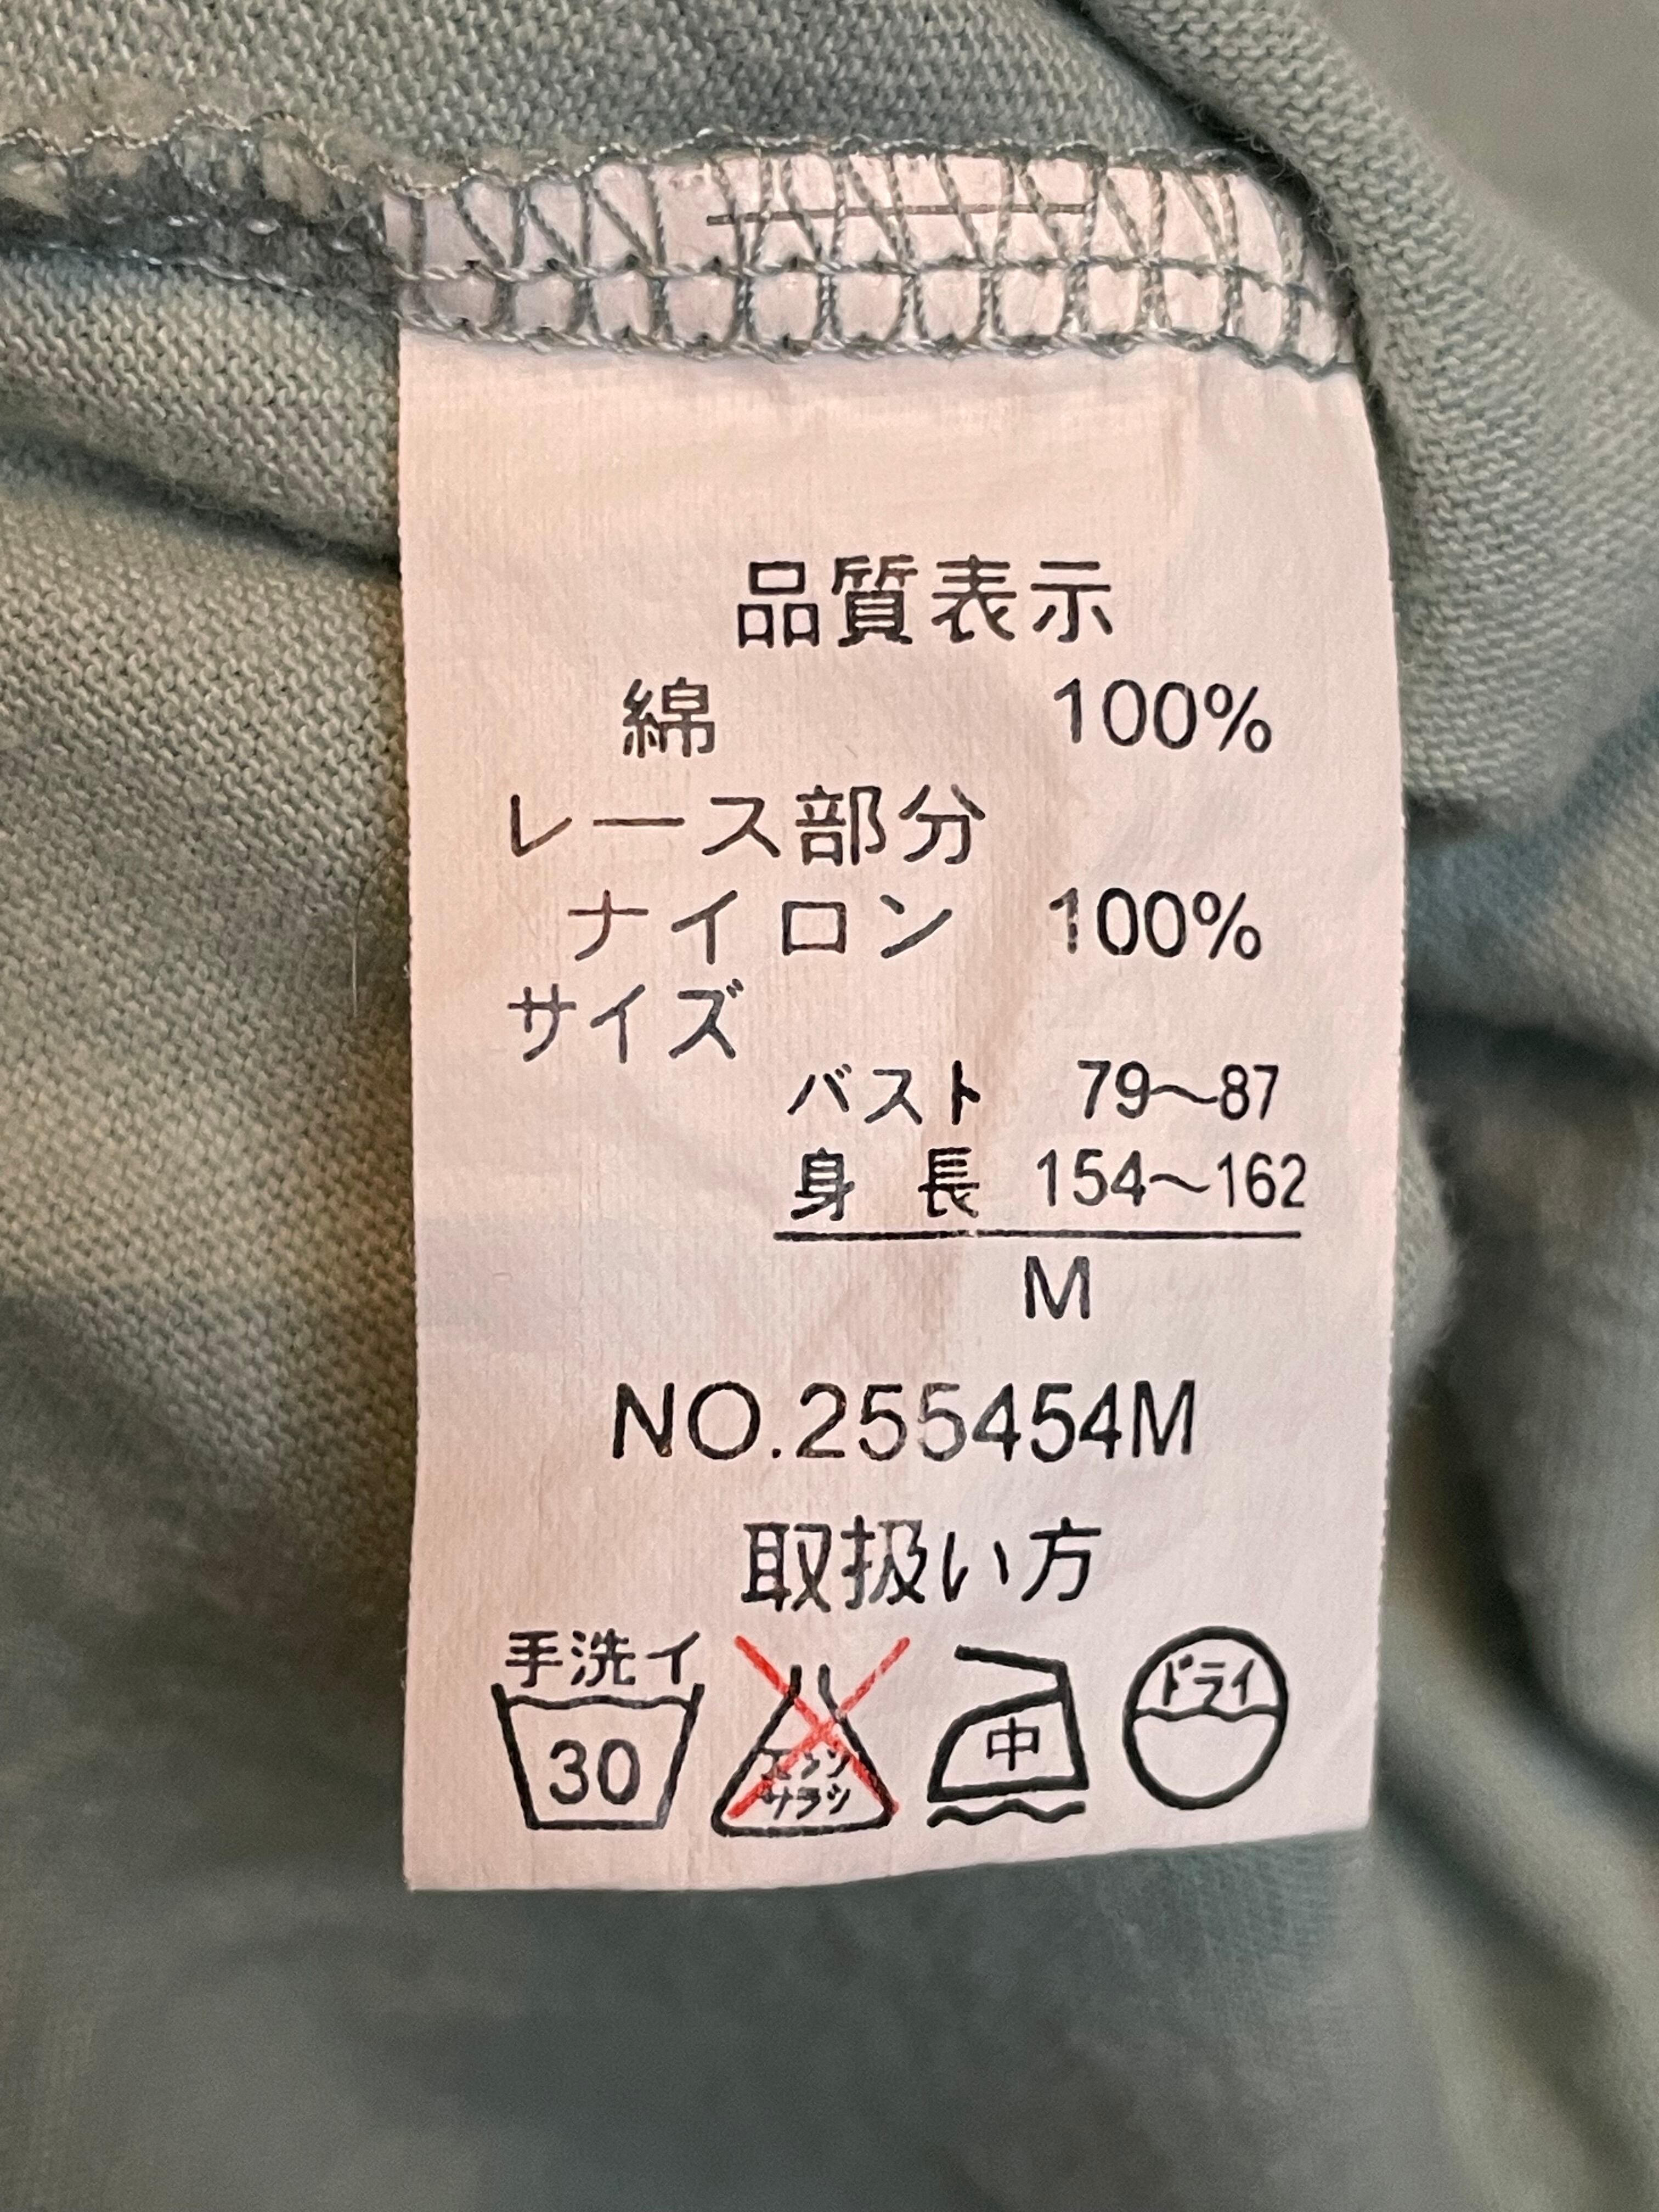 品質表示
綿 100%
レース部分
ナイロン 100%
サイズ
バスト 79〜87
身長 154〜162
M
NO.255454M
取扱い方
手洗イ
30
エンソ
サラシ
中
ドライ